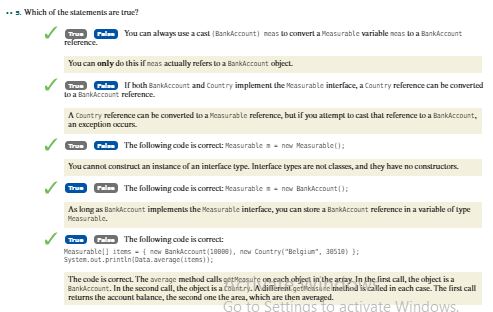 •• 5. Which of the statements are true?
True False You can always use a cast (BankAccount) meas to convert a Measurable variable meas to a BankAccount
reference.
You can only do this if meas actually refers to a BankAccount object.
True False If both BankAccount and Country implement the Measurable interface, a Country reference can be converted
to a BankAccount reference.
A Country reference can be converted to a Measurable reference, but if you attempt to cast that reference to a BankAccount,
an exception occurs.
True False The following code is correct: Measurable m = new Measurable();
You cannot construct an instance of an interface type. Interface types are not classes, and they have no constructors.
True False The following code is correct: Measurable m = new BankAccount();
As long as BankAccount implements the Measurable interface, you can store a BankAccount reference in a variable of type
Measurable.
True False The following code is correct:
Measurable[] items = { new BankAccount(10000), new Country("Belgium", 30510) };
System.out.println(Data.average(items));
The code is correct. The average method calls getMeasure on each object in the array. In the first call, the object is a
BankAccount. In the second call, the object is a Country. A different getMeasure method is called in each case. The first call
returns the account balance, the second one the area, which are then averaged.
Activate Windows
Go to Settings to activate Windows.